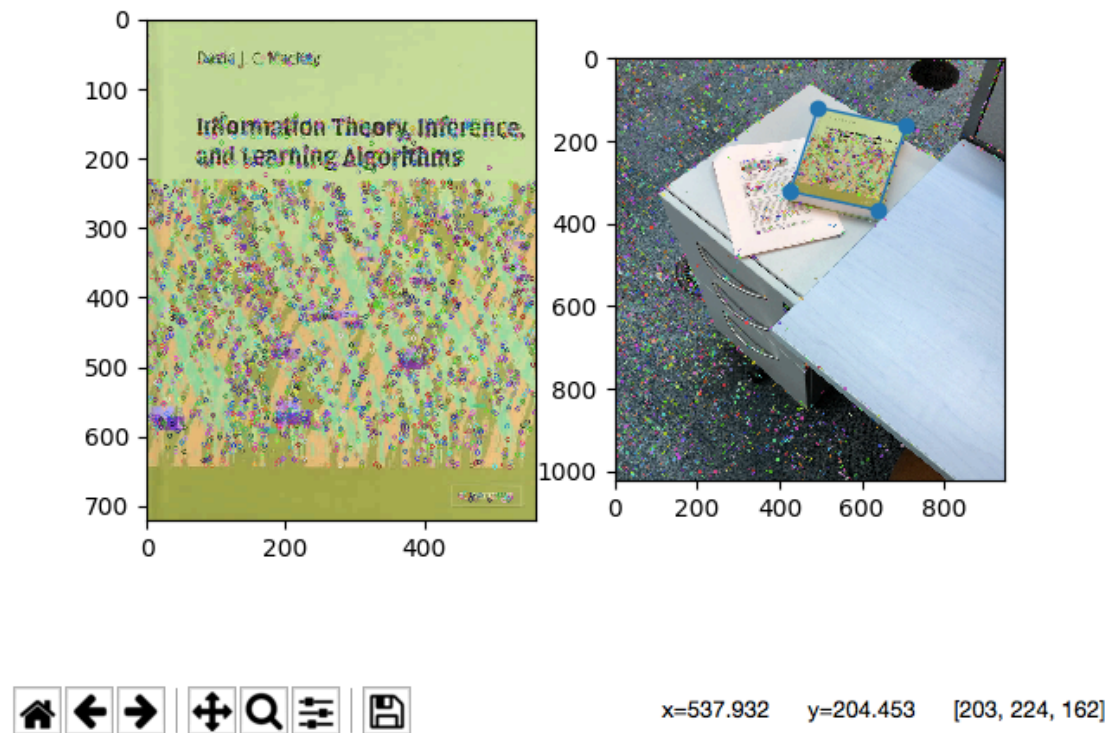 0
100
200
300
400
500
600
700
0 200 400
David J. C. MacKay
Information Theory, Inference,
and Learning Algorithms
0
200
400
600
800
1000
0 200 400 600 800
x=537.932 y=204.453 [203, 224, 162]